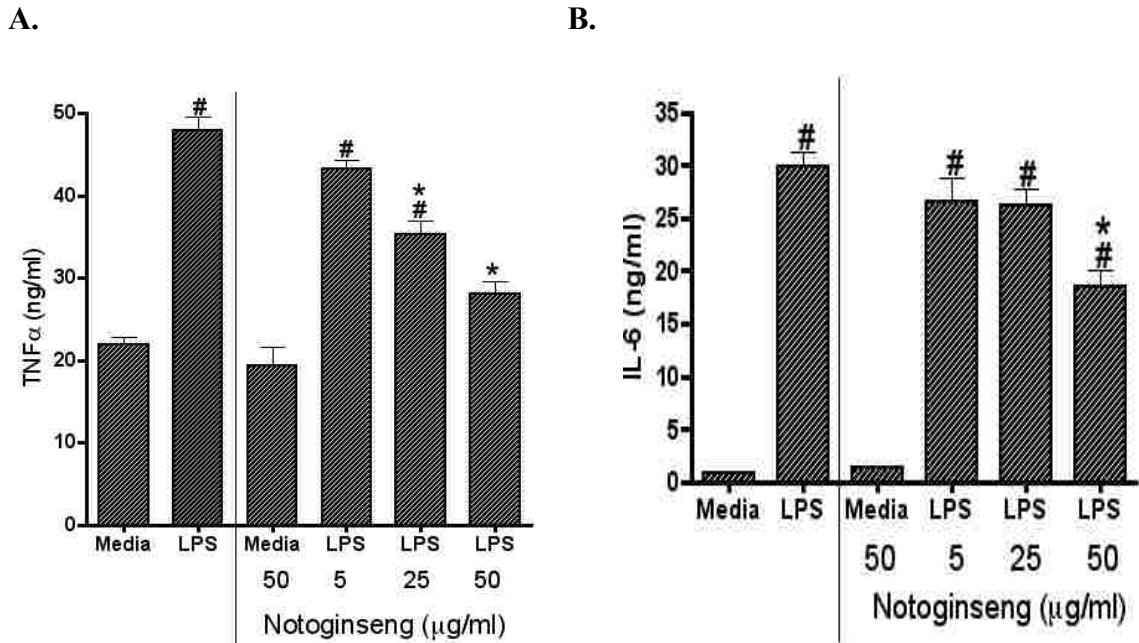 A.
TNFα (ng/ml)
50
40
30
20
10
0
#
#
*
#
*
Media LPS Media LPS LPS LPS
50 5 25 50
Notoginseng (μg/ml)
B.
IL-6 (ng/ml)
35
30
25
20
15
10
5
0
#
#
#
*
#
Media LPS Media LPS LPS LPS
50 5 25 50
Notoginseng (μg/ml)